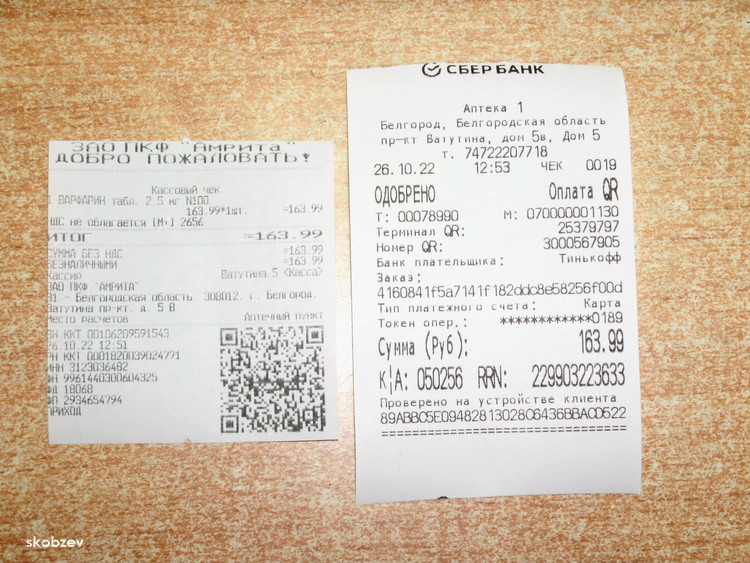 ЗАО ПКФ "Амрита"
ДОБРО ПОЖАЛОВАТЬ!
Кассовый чек
ВАРФАРИН табл. 2.5 мг N100
163.99*1шт. =163.99
НДС не облагается [М+] 2656
ИТОГ =163.99
СУММА БЕЗ НДС =163.99
БЕЗНАЛИЧНЫМИ =163.99
Кассир Ватутина,5 <Касса>
ЗАО ПКФ "АМРИТА"
31 - Белгородская область, 308012, г. Белгород,
Ватутина пр-кт, д. 5 В
Место расчетов Аптечный пункт
ЗН ККТ 00106209591543
26.10.22 12:51
РН ККТ 0001820039024771
ИНН 3123036482
ФН 9961440300604325
ФД 18068
ФП 2934654794
ПРИХОД
СБЕР БАНК
Аптека 1
Белгород, Белгородская область
пр-кт Ватутина, дом 5в, Дом 5
т. 74722207718
26.10.22 12:53 ЧЕК 0019
ОДОБРЕНО Оплата QR
Т: 00078990 М: 070000001130
Терминал QR: 25379797
Номер QR: 3000567905
Банк плательщика: Тинькофф
Заказ:
4160841f5a7141f182ddc8e58256f00d
Тип платежного счета: Карта
Токен опер.: ************0189
Сумма (Руб): 163.99
К/А: 050256 RRN: 229903223633
Проверено на устройстве клиента
89ABBC5E09482813028C6436BBACD522
================================
skobzev